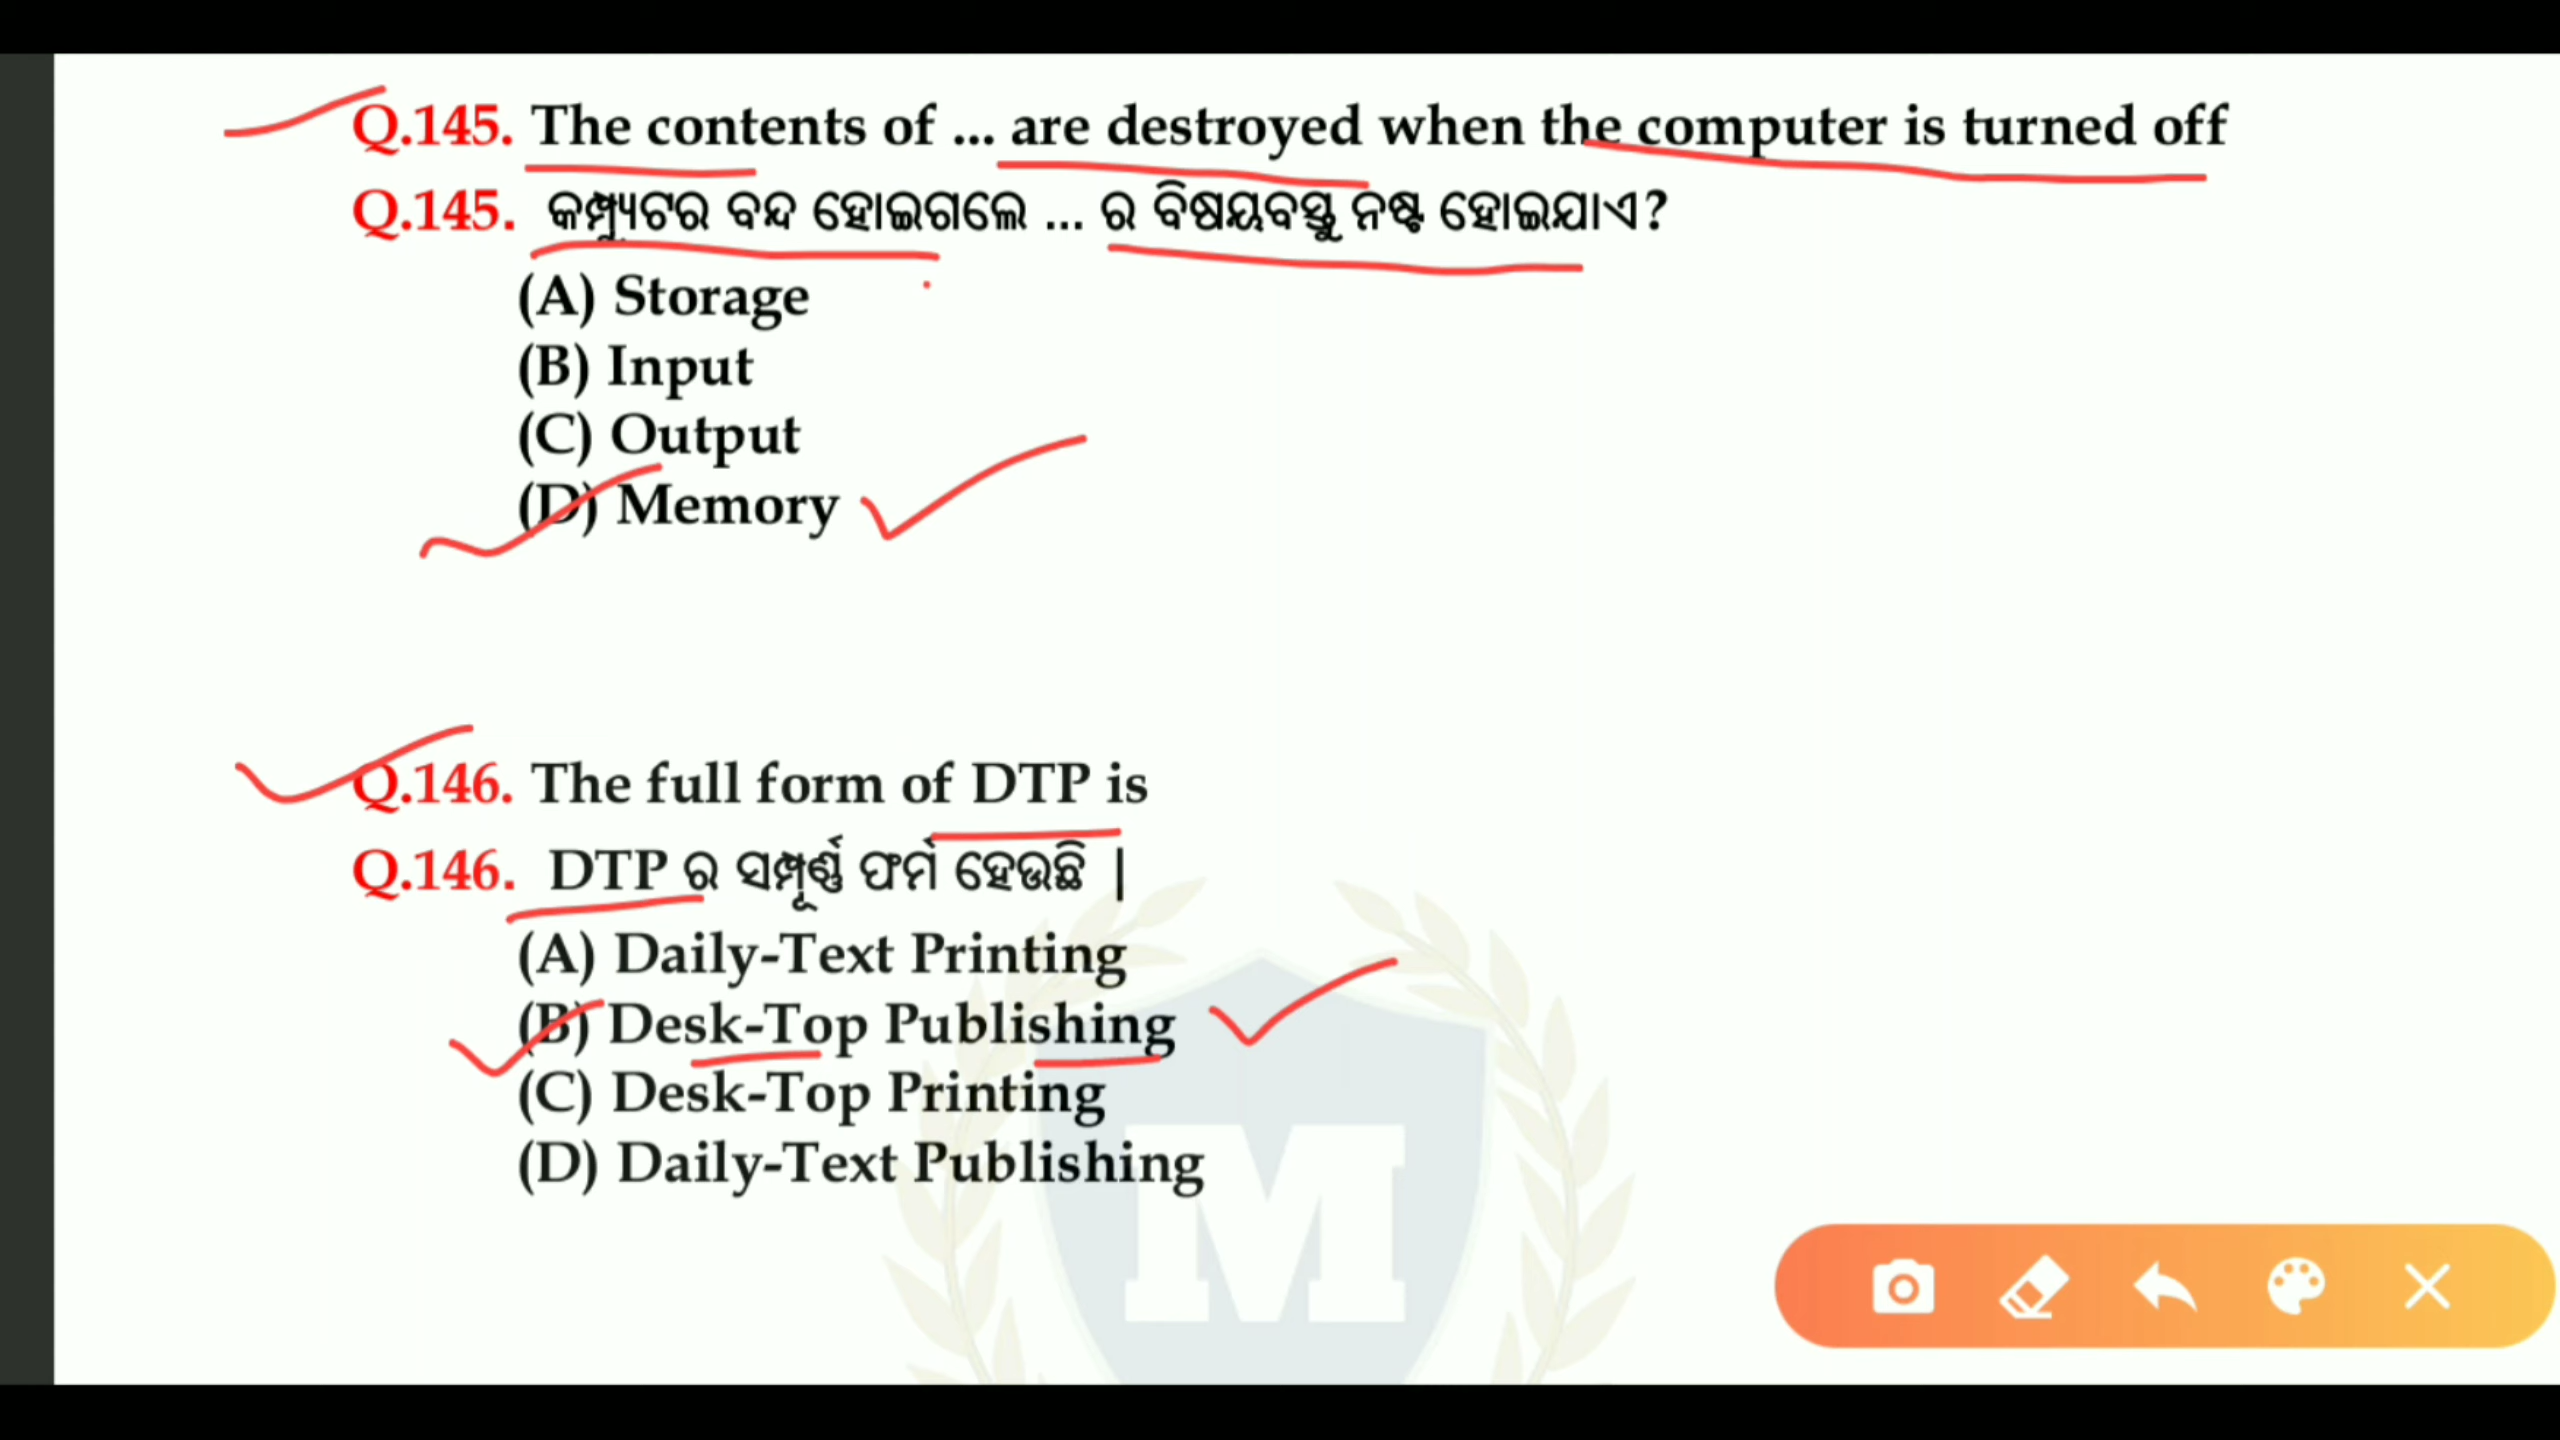 Q.145. The contents of ... are destroyed when the computer is turned off
Q.145. କମ୍ପ୍ୟୁଟର ବନ୍ଦ ହୋଇଗଲେ ... ର ବିଷୟବସ୍ତୁ ନଷ୍ଟ ହୋଇଯାଏ?
(A) Storage
(B) Input
(C) Output
(D) Memory
Q.146. The full form of DTP is
Q.146. DTP ର ସମ୍ପୂର୍ଣ୍ଣ ଫର୍ମ ହେଉଛି |
(A) Daily-Text Printing
(B) Desk-Top Publishing
(C) Desk-Top Printing
(D) Daily-Text Publishing
M